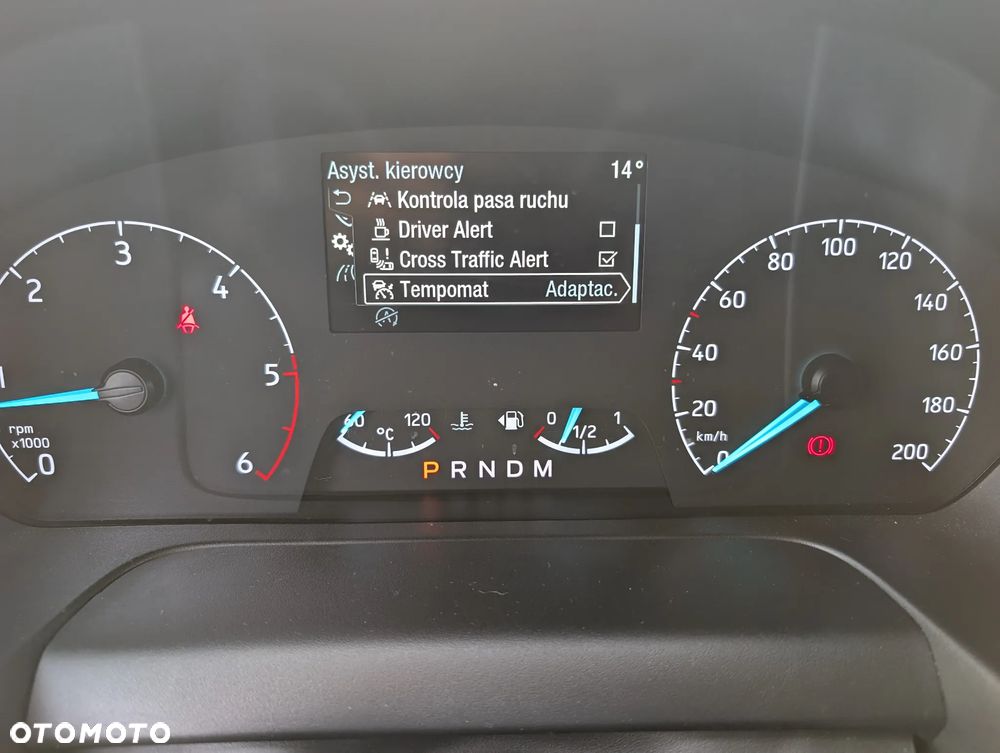 Asyst. kierowcy 14°
Kontrola pasa ruchu
Driver Alert
Cross Traffic Alert
Tempomat Adaptac.
1 2 3 4 5 6
rpm
x1000
0
60 120
°C
0 1/2 1
P R N D M
0 20 40 60 80 100 120 140 160 180 200
km/h
OTOMOTO